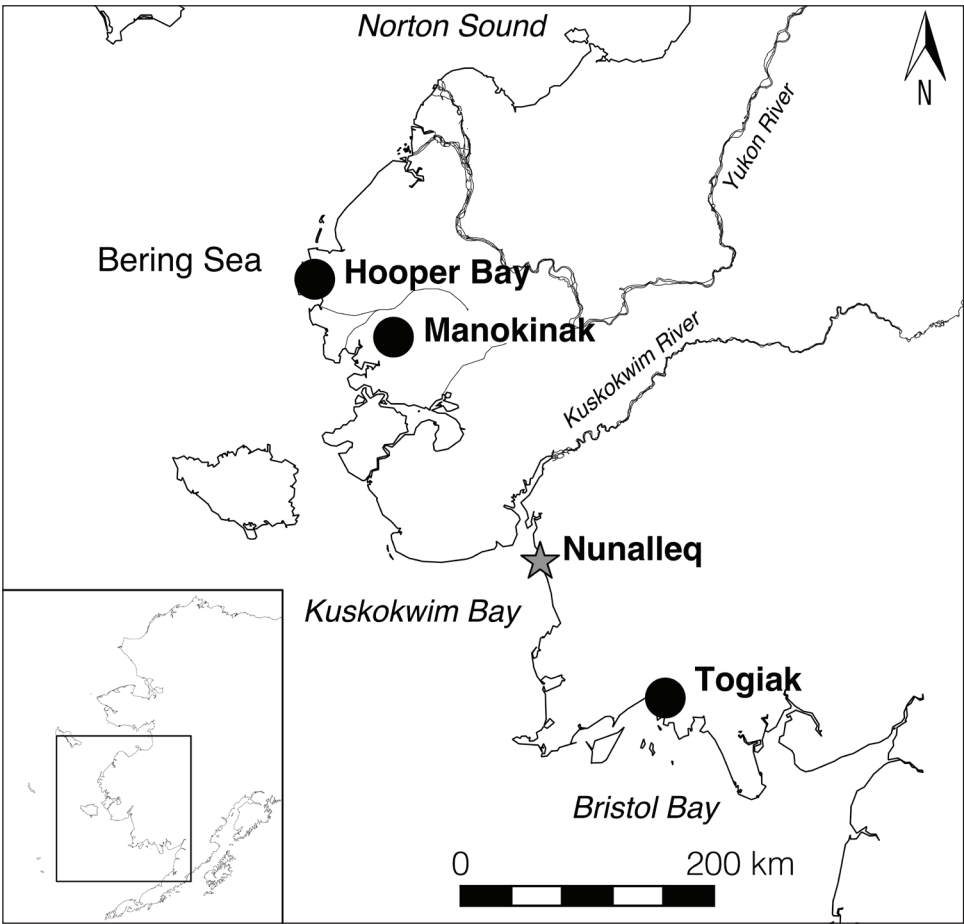 Norton Sound
N
Yukon River
Bering Sea
Hooper Bay
Manokinak
Kuskokwim River
Nunalleq
Kuskokwim Bay
Togiak
Bristol Bay
0 200 km